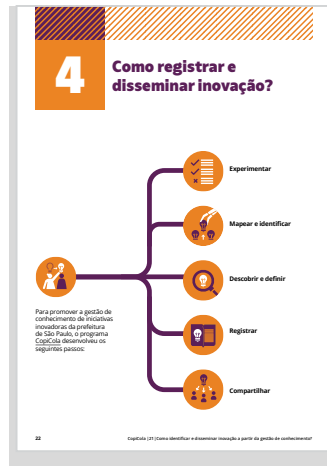 4
Como registrar e
disseminar inovação?
Experimentar
Mapear e identificar
Descobrir e definir
Para promover a gestão de
conhecimento de iniciativas
inovadoras da prefeitura
de São Paulo, o programa
CopiCola desenvolveu os
seguintes passos:
Registrar
Compartilhar
22
CopiCola |21|Como identificar e disseminar inovação a partir da gestão de conhecimento?